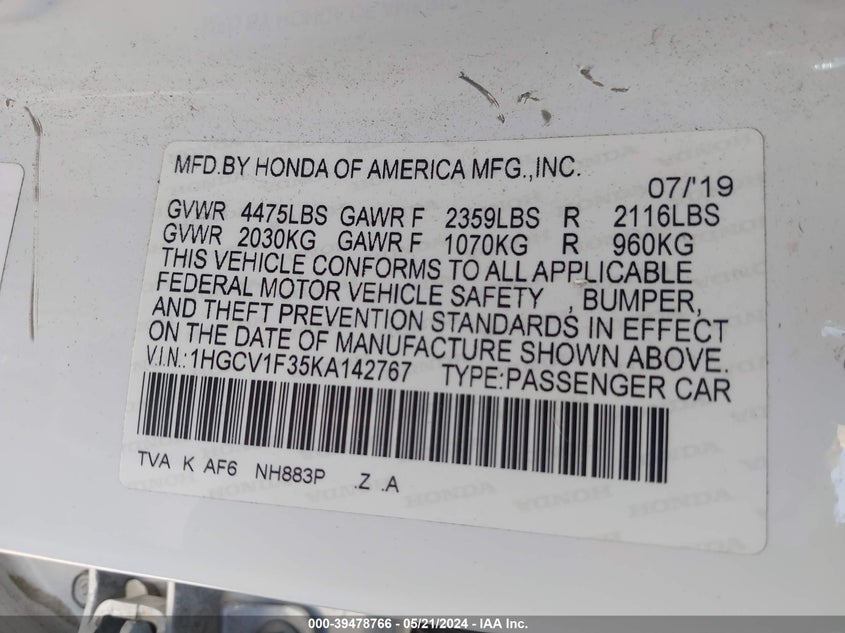 MFD.BY HONDA OF AMERICA MFG.,INC.
07/'19
GVWR 4475LBS GAWR F 2359LBS R 2116LBS
GVWR 2030KG GAWR F 1070KG R 960KG
THIS VEHICLE CONFORMS TO ALL APPLICABLE
FEDERAL MOTOR VEHICLE SAFETY , BUMPER,
AND THEFT PREVENTION STANDARDS IN EFFECT
ON THE DATE OF MANUFACTURE SHOWN ABOVE.
V.I.N.:1HGCV1F35KA142767 TYPE:PASSENGER CAR
TVA K AF6 NH883P .Z .A
HONDA HONDA HONDA
000-39478766 — 05/21/2024 — IAA Inc.